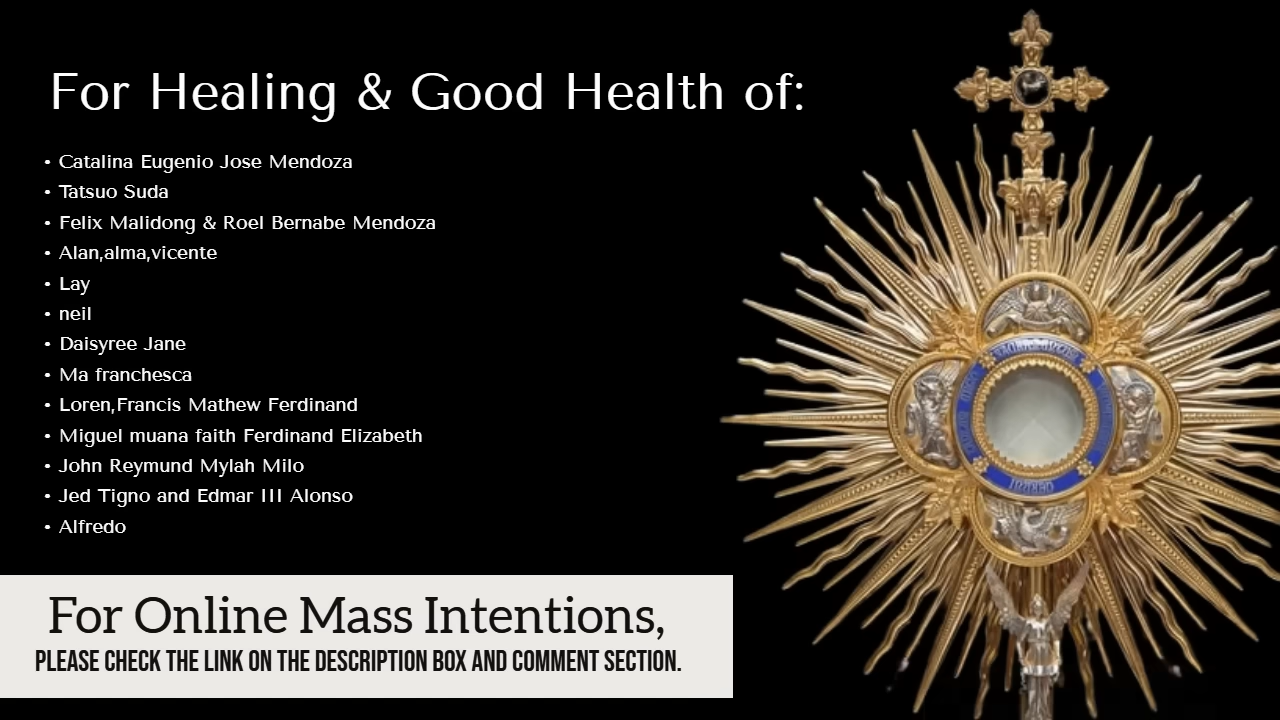 For Healing & Good Health of:
• Catalina Eugenio Jose Mendoza
• Tatsuo Suda
• Felix Malidong & Roel Bernabe Mendoza
• Alan,alma,vicente
• Lay
• neil
• Daisyree Jane
• Ma franchesca
• Loren,Francis Mathew Ferdinand
• Miguel muana faith Ferdinand Elizabeth
• John Reymund Mylah Milo
• Jed Tigno and Edmar III Alonso
• Alfredo
For Online Mass Intentions,
PLEASE CHECK THE LINK ON THE DESCRIPTION BOX AND COMMENT SECTION.